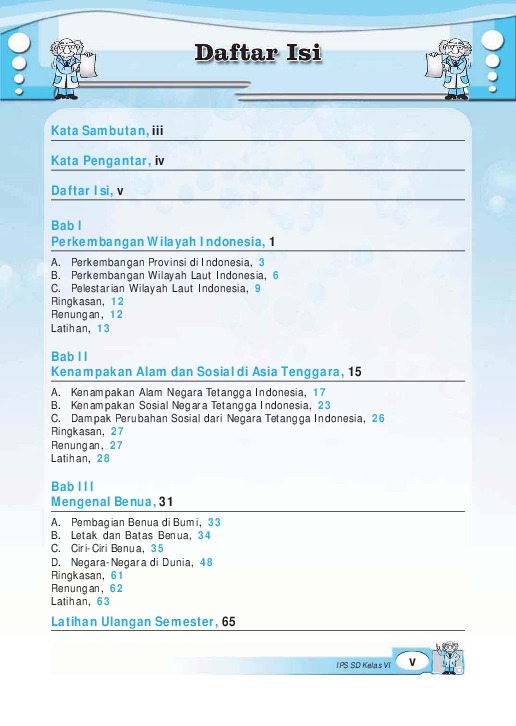 Daftar Isi
Kata Sambutan, iii
Kata Pengantar, iv
Daftar Isi, v
Bab I
Perkembangan Wilayah Indonesia, 1
A. Perkembangan Provinsi di Indonesia, 3
B. Perkembangan Wilayah Laut Indonesia, 6
C. Pelestarian Wilayah Laut Indonesia, 9
Ringkasan, 12
Renungan, 12
Latihan, 13
Bab II
Kenampakan Alam dan Sosial di Asia Tenggara, 15
A. Kenampakan Alam Negara Tetangga Indonesia, 17
B. Kenampakan Sosial Negara Tetangga Indonesia, 23
C. Dampak Perubahan Sosial dari Negara Tetangga Indonesia, 26
Ringkasan, 27
Renungan, 27
Latihan, 28
Bab III
Mengenal Benua, 31
A. Pembagian Benua di Bumi, 33
B. Letak dan Batas Benua, 34
C. Ciri-Ciri Benua, 35
D. Negara-Negara di Dunia, 48
Ringkasan, 61
Renungan, 62
Latihan, 63
Latihan Ulangan Semester, 65
IPS SD Kelas VI v